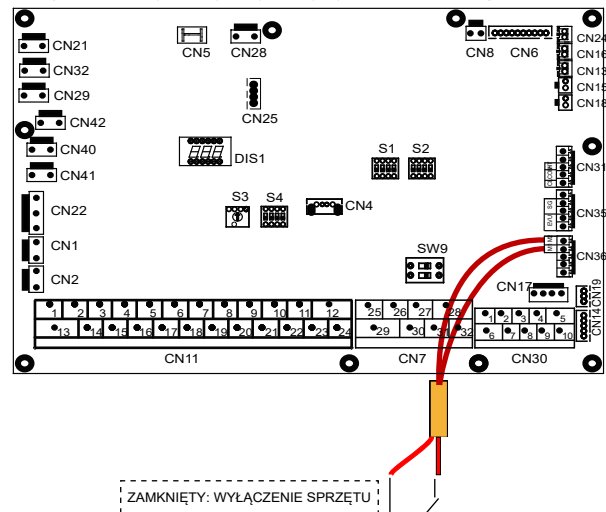 CN21
CN5
CN28
CN8
CN6
CN24
CN16
CN32
CN13
CN29
CN15
CN18
CN25
CN42
S1
S2
CN40
DIS1
CN31
CN41
S3
S4
CN4
SG
CN35
EVU
CN22
SW9
M2
M1
CN36
CN1
CN17
CN2
CN19
1 2 3 4 5 6 7 8 9 10 11 12
25 26 27 28
1 2 3 4 5
CN14
13 14 15 16 17 18 19 20 21 22 23 24
29 30 31 32
6 7 8 9 10
CN11
CN7
CN30
ZAMKNIĘTY: WYŁĄCZENIE SPRZĘTU